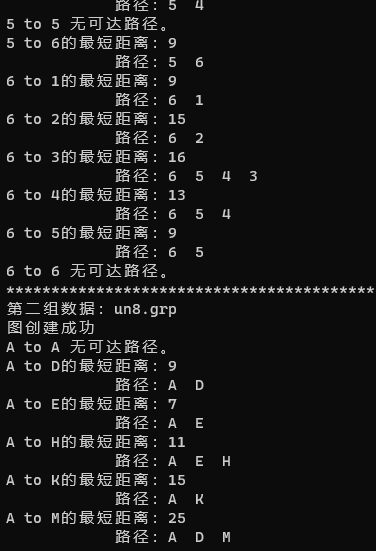 路径: 5 4
5 to 5 无可达路径。
5 to 6的最短距离: 9
路径: 5 6
6 to 1的最短距离: 9
路径: 6 1
6 to 2的最短距离: 15
路径: 6 2
6 to 3的最短距离: 16
路径: 6 5 4 3
6 to 4的最短距离: 13
路径: 6 5 4
6 to 5的最短距离: 9
路径: 6 5
6 to 6 无可达路径。
*****************************************
第二组数据: un8.grp
图创建成功
A to A 无可达路径。
A to D的最短距离: 9
路径: A D
A to E的最短距离: 7
路径: A E
A to H的最短距离: 11
路径: A E H
A to K的最短距离: 15
路径: A K
A to M的最短距离: 25
路径: A D M